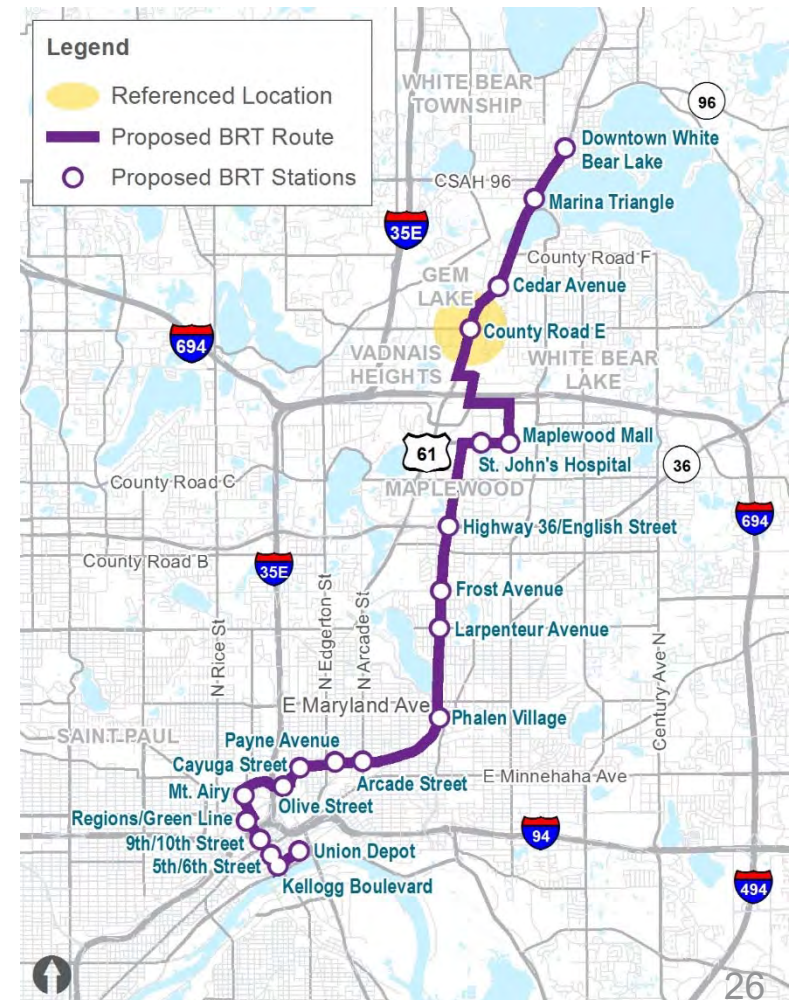 Legend
Referenced Location
Proposed BRT Route
Proposed BRT Stations
WHITE BEAR
TOWNSHIP
96
Downtown White
Bear Lake
CSAH 96
Marina Triangle
35E
County Road F
GEM
LAKE
Cedar Avenue
County Road E
694
VADNAIS
HEIGHTS
WHITE BEAR
LAKE
Maplewood Mall
61
St. John's Hospital
36
County Road C
MAPLEWOOD
694
Highway 36/English Street
County Road B
35E
Frost Avenue
N Rice St
N Edgerton St
N Arcade St
Larpenteur Avenue
Century Ave N
E Maryland Ave
Phalen Village
SAINT PAUL
Payne Avenue
Cayuga Street
Arcade Street
E Minnehaha Ave
Mt. Airy
Olive Street
Regions/Green Line
94
9th/10th Street
Union Depot
5th/6th Street
Kellogg Boulevard
494
26